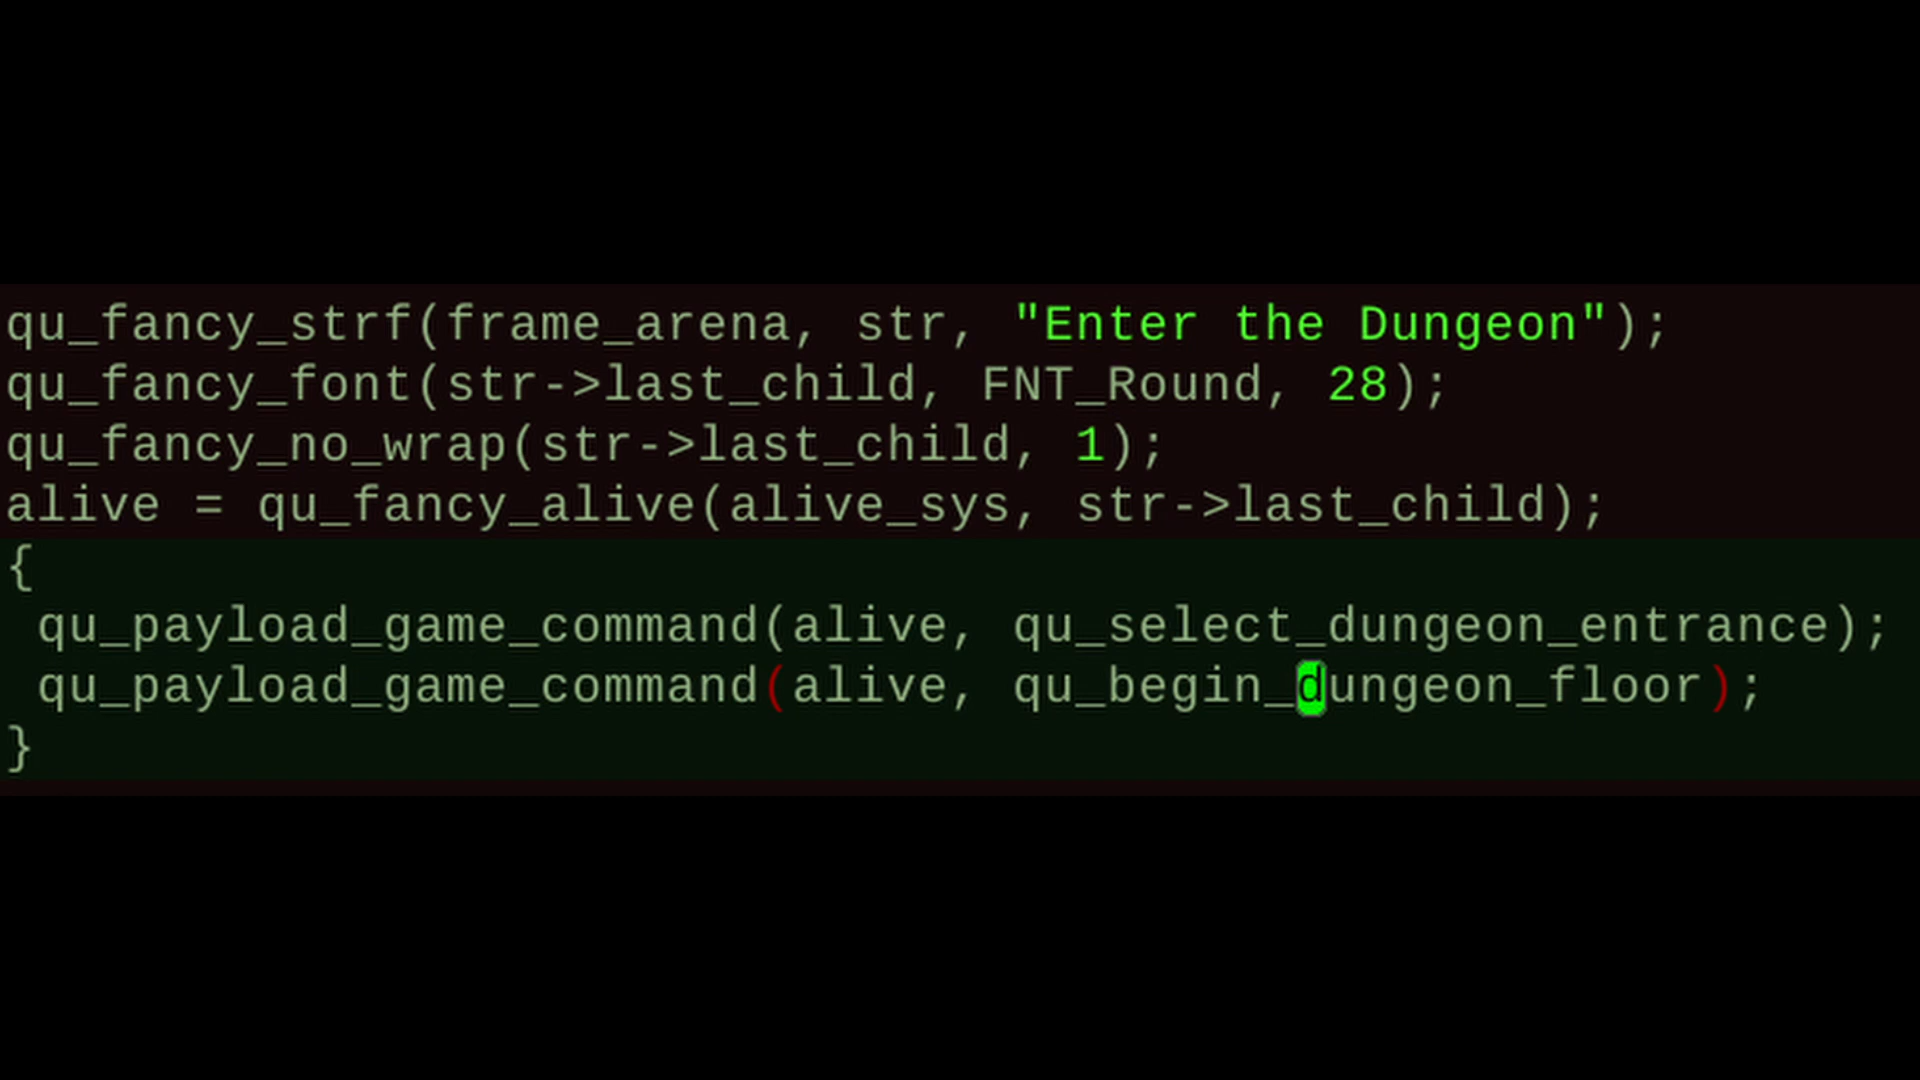 qu_fancy_strf(frame_arena, str, "Enter the Dungeon");
qu_fancy_font(str->last_child, FNT_Round, 28);
qu_fancy_no_wrap(str->last_child, 1);
alive = qu_fancy_alive(alive_sys, str->last_child);
{
 qu_payload_game_command(alive, qu_select_dungeon_entrance);
 qu_payload_game_command(alive, qu_begin_dungeon_floor);
}